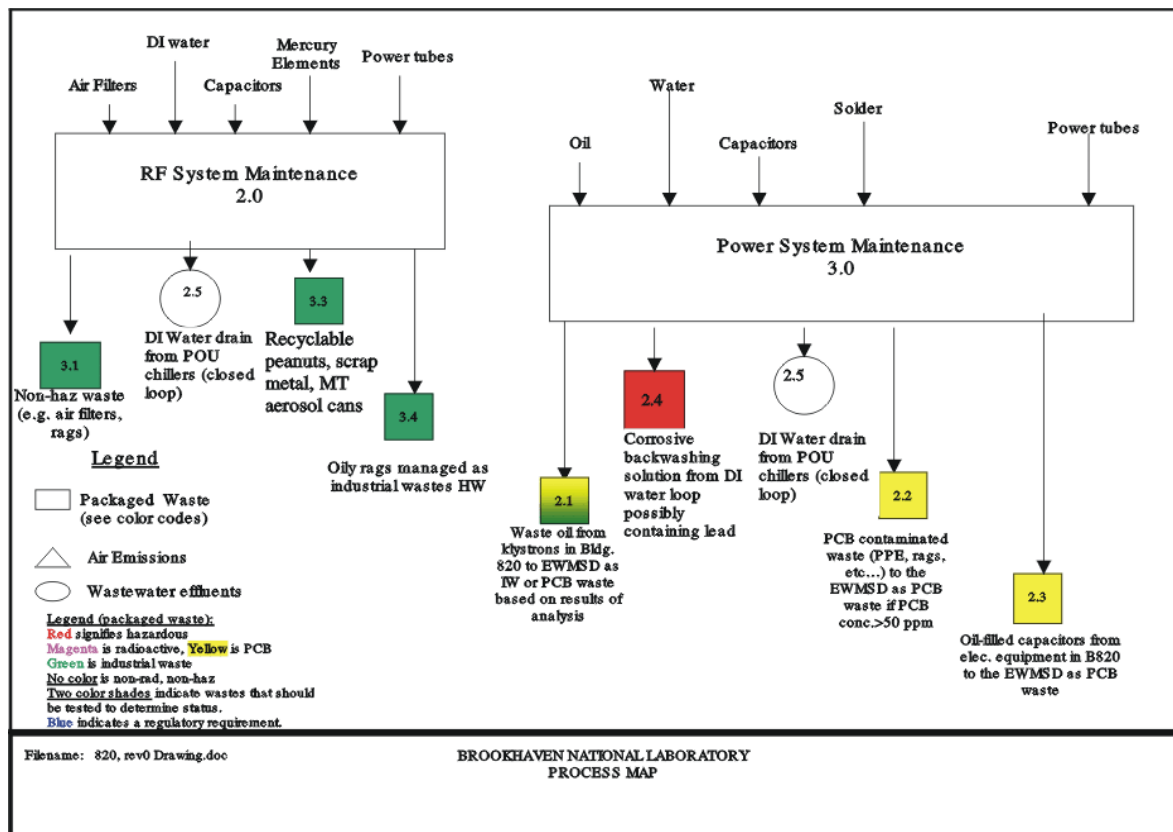 DI water
Mercury
Elements
Power tubes
Air Filters
Capacitors
RF System Maintenance
2.0
3.1
Non-haz waste
(e.g. air filters,
rags)
2.5
DI Water drain
from POU
chillers (closed
loop)
3.3
Recyclable
peanuts, scrap
metal, MT
aerosol cans
3.4
Oily rags managed as
industrial wastes HW
Water
Solder
Oil
Capacitors
Power tubes
Power System Maintenance
3.0
2.1
Waste oil from
klystrons in Bldg.
820 to EWMSD as
IW or PCB waste
based on results of
analysis
2.4
Corrosive
backwashing
solution from DI
water loop
possibly
containing lead
2.5
DI Water drain
from POU
chillers (closed
loop)
2.2
PCB contaminated
waste (PPE, rags,
etc...) to the
EWMSD as PCB
waste if PCB
conc.>50 ppm
2.3
Oil-filled capacitors from
elec. equipment in B820
to the EWMSD as PCB
waste
Legend
Packaged Waste
(see color codes)
Air Emissions
Wastewater effluents
Legend (packaged waste):
Red signifies hazardous
Magenta is radioactive, Yellow is PCB
Green is industrial waste
No color is non-rad, non-haz
Two color shades indicate wastes that should
be tested to determine status.
Blue indicates a regulatory requirement.
Filename: 820, rev0 Drawing.doc
BROOKHAVEN NATIONAL LABORATORY
PROCESS MAP